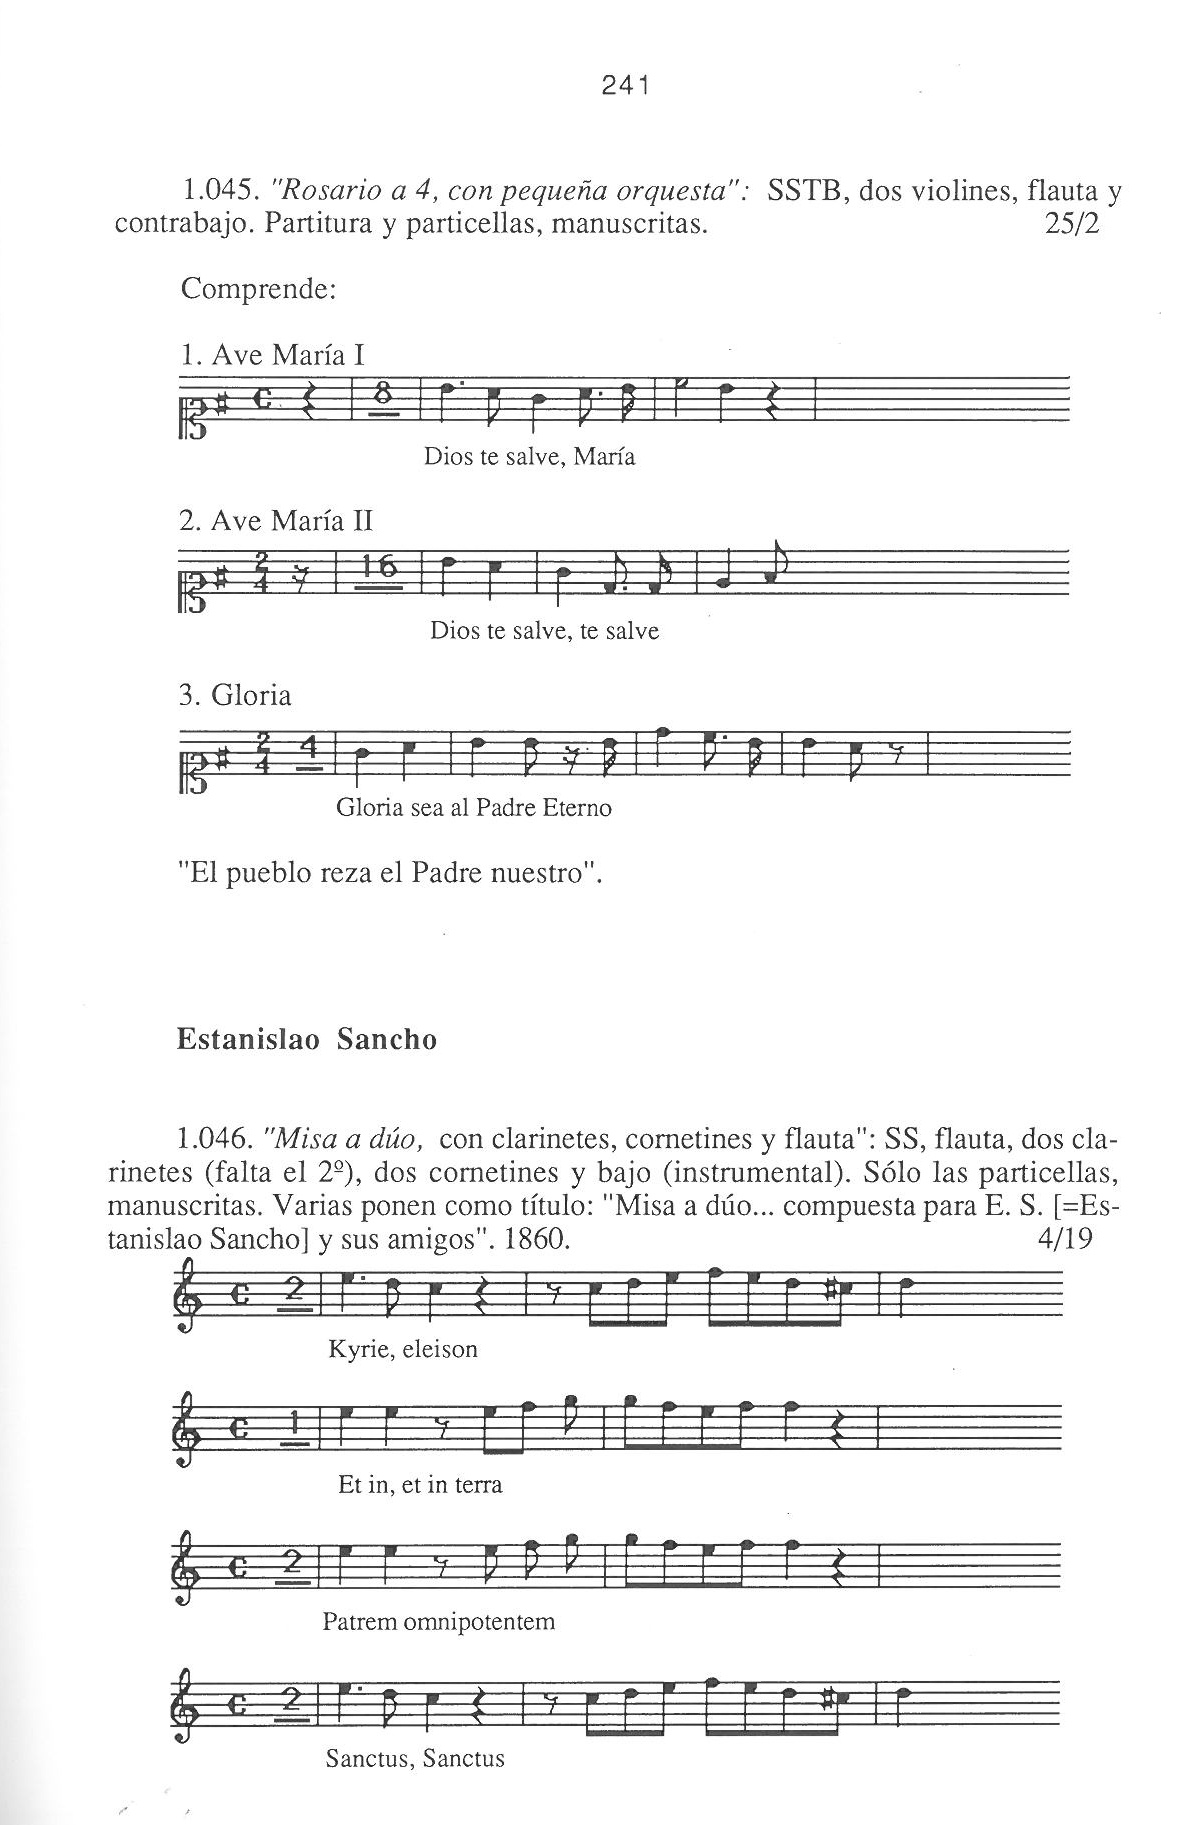 241
1.045. "Rosario a 4, con pequeña orquesta": SSTB, dos violines, flauta y
contrabajo. Partitura y particellas, manuscritas. 25/2
Comprende:
1. Ave María I
8
Dios te salve, María
2. Ave María II
2/4 16
Dios te salve, te salve
3. Gloria
2/4 4
Gloria sea al Padre Eterno
"El pueblo reza el Padre nuestro".
Estanislao Sancho
1.046. "Misa a dúo, con clarinetes, cornetines y flauta": SS, flauta, dos cla-
rinetes (falta el 2º), dos cornetines y bajo (instrumental). Sólo las particellas,
manuscritas. Varias ponen como título: "Misa a dúo... compuesta para E. S. [=Es-
tanislao Sancho] y sus amigos". 1860. 4/19
2
Kyrie, eleison
1
Et in, et in terra
2
Patrem omnipotentem
2
Sanctus, Sanctus